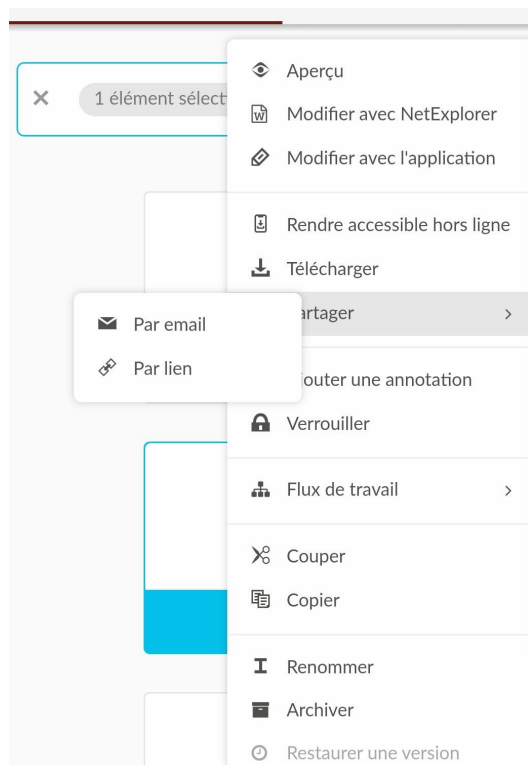 Aperçu
1 élément sélect
Modifier avec NetExplorer
Modifier avec l'application
Rendre accessible hors ligne
Télécharger
artager
Par email
Par lien
outer une annotation
Verrouiller
Flux de travail
Couper
Copier
Renommer
Archiver
Restaurer une version